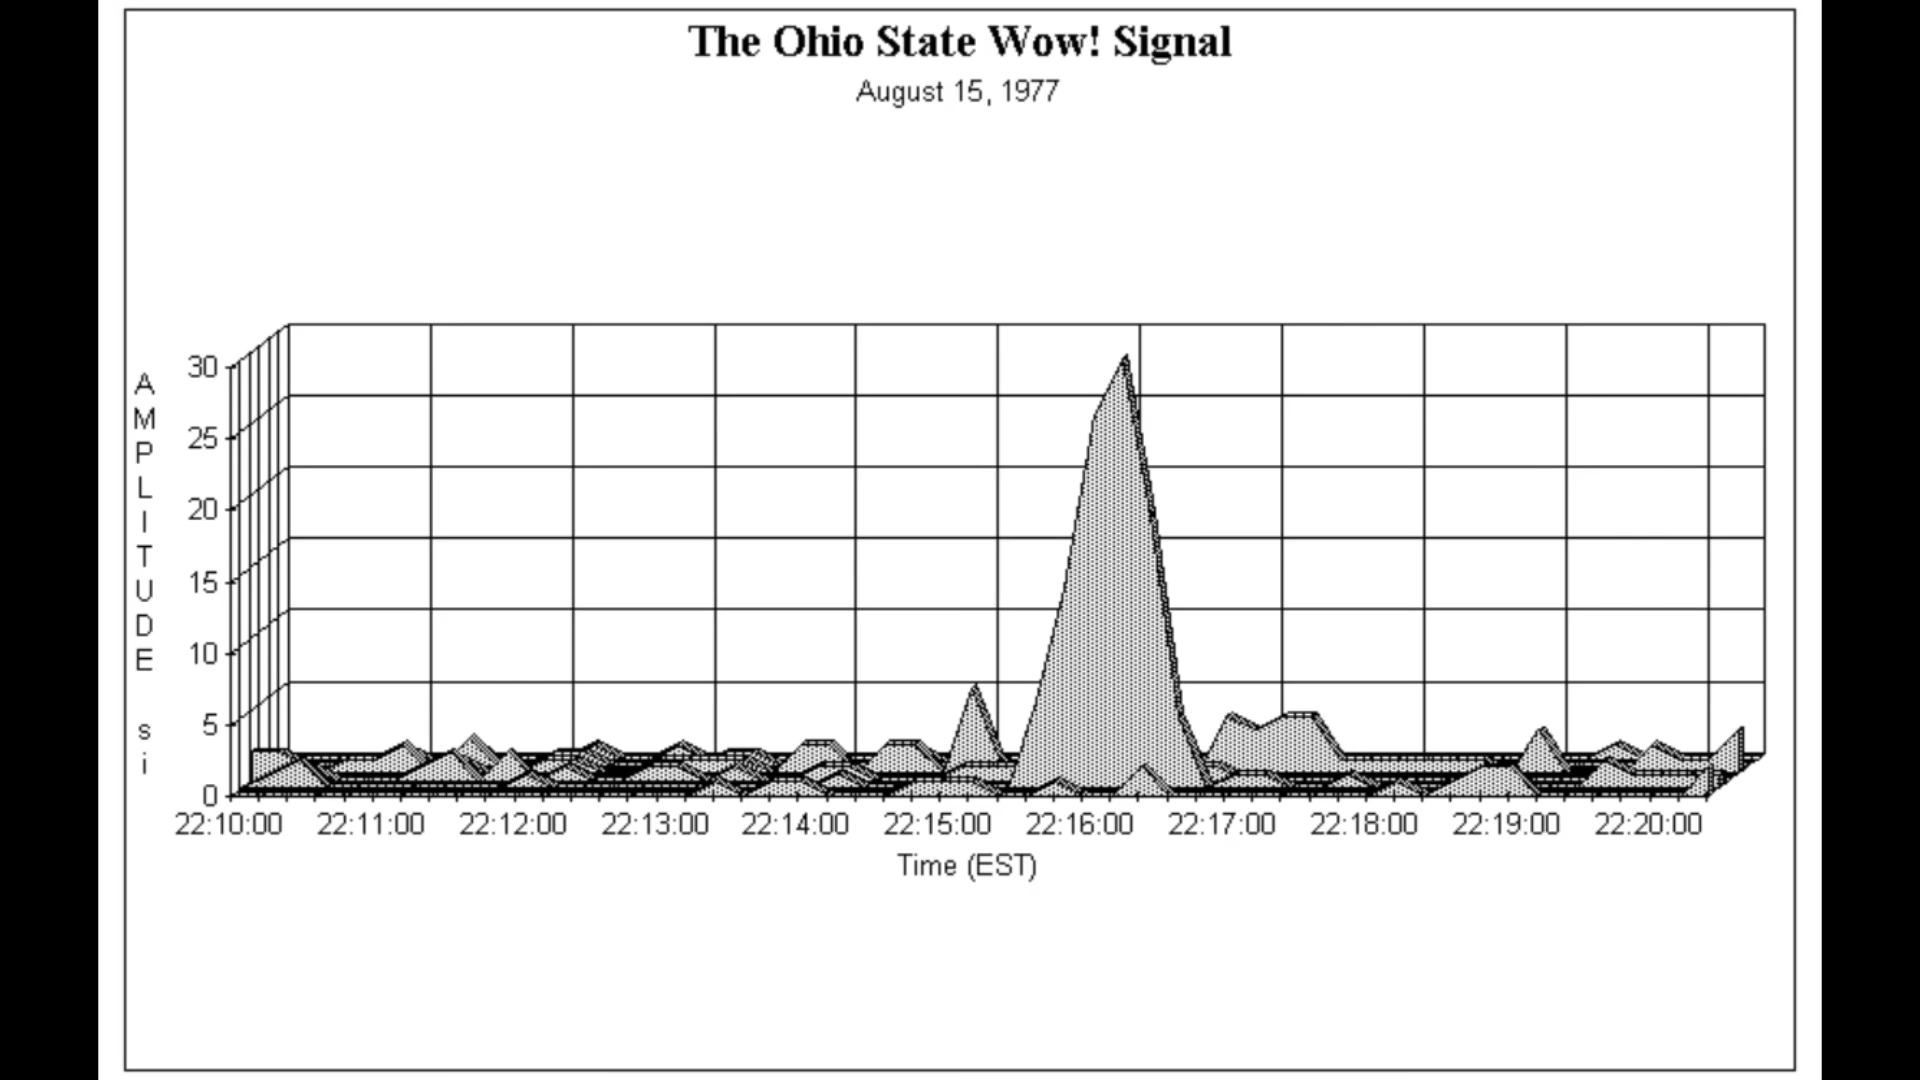 The Ohio State Wow! Signal
August 15, 1977
AMPLITUDE si
30
25
20
15
10
5
0
22:10:00 22:11:00 22:12:00 22:13:00 22:14:00 22:15:00 22:16:00 22:17:00 22:18:00 22:19:00 22:20:00
Time (EST)